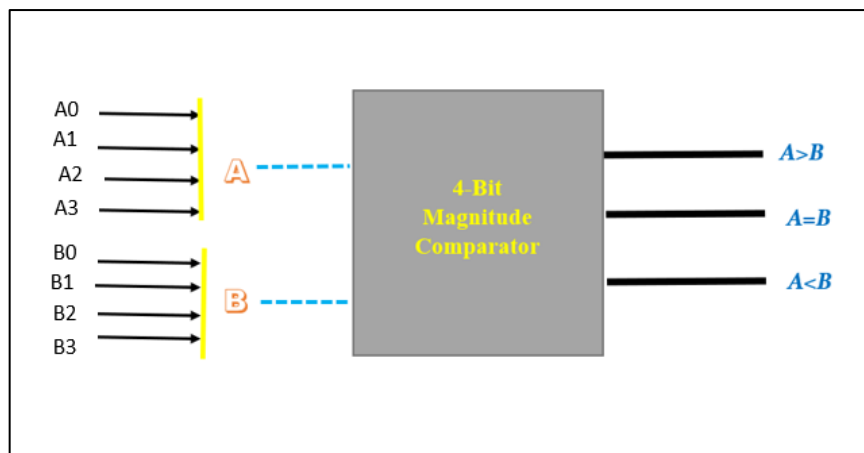 A0
A1
A2
A3
A
B0
B1
B2
B3
B
4-Bit
Magnitude
Comparator
A>B
A=B
A<B